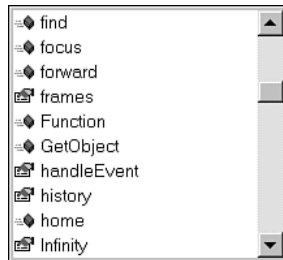 find
focus
forward
frames
Function
GetObject
handleEvent
history
home
Infinity